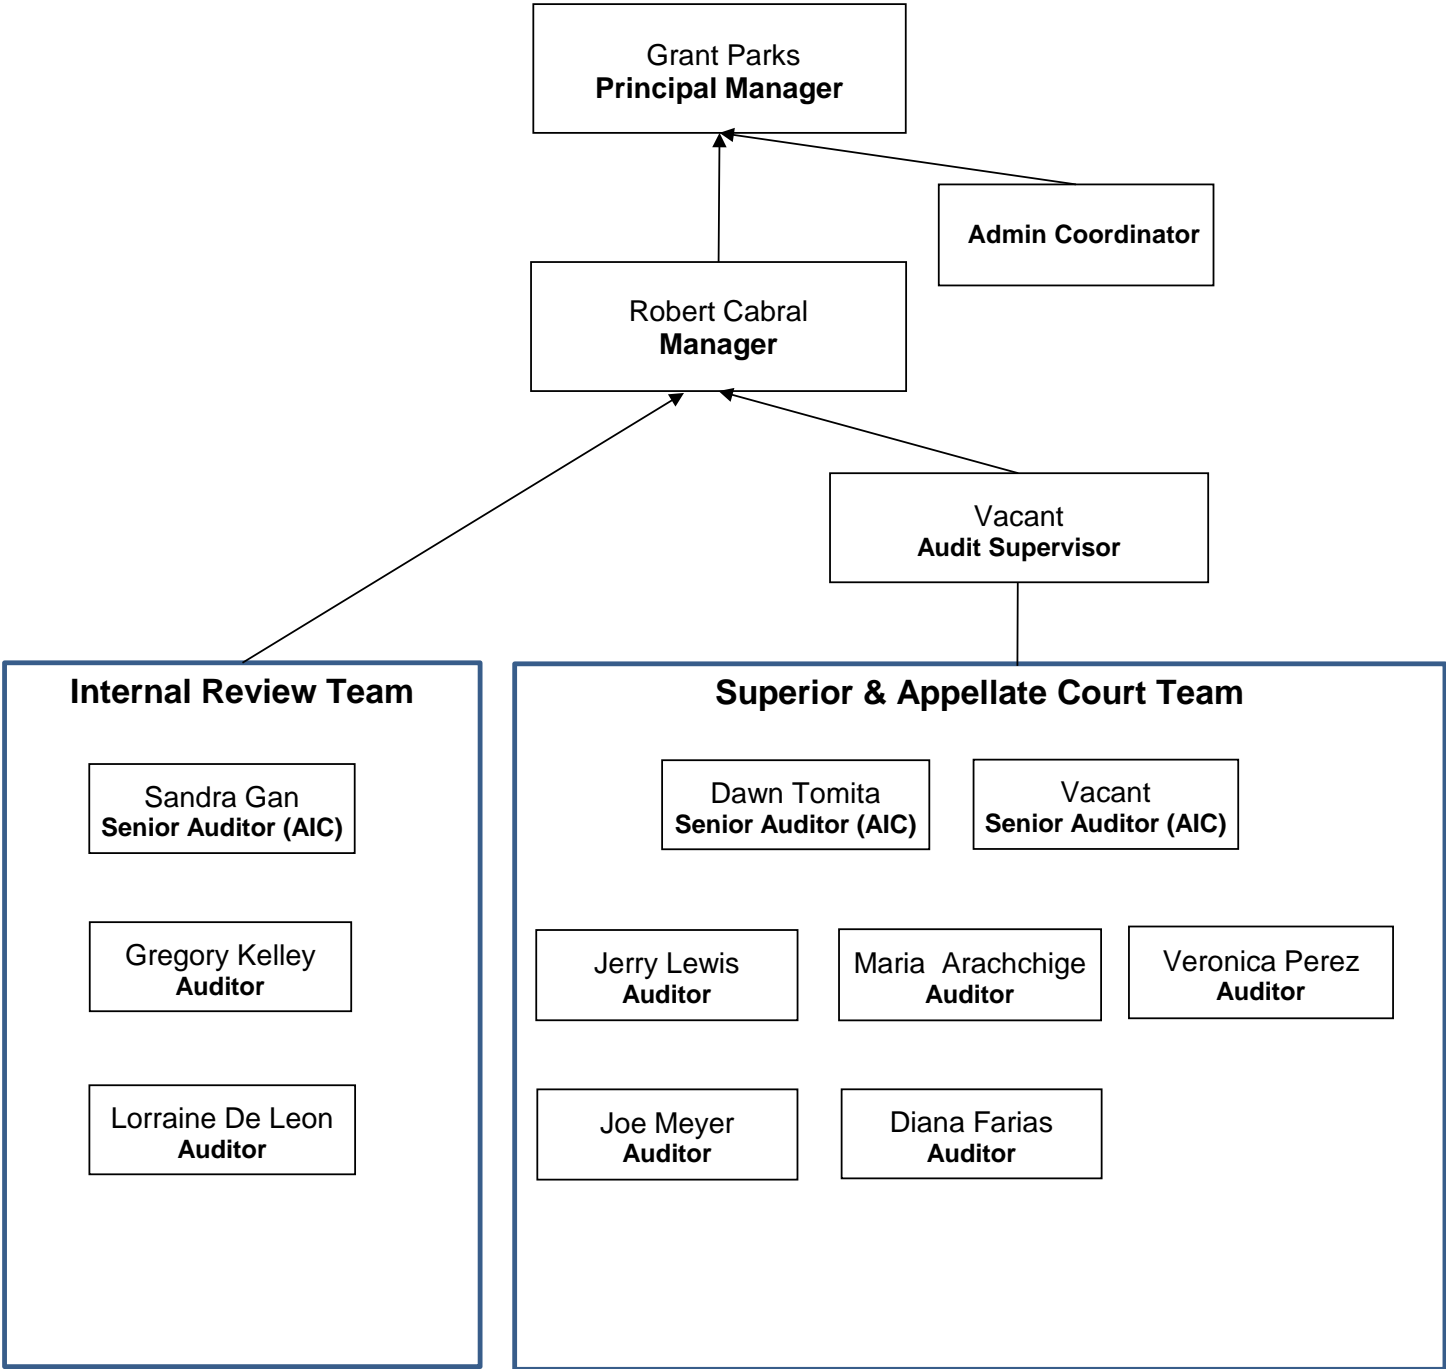 Grant Parks
Principal Manager
Admin Coordinator
Robert Cabral
Manager
Vacant
Audit Supervisor
Internal Review Team
Sandra Gan
Senior Auditor (AIC)
Gregory Kelley
Auditor
Lorraine De Leon
Auditor
Superior & Appellate Court Team
Dawn Tomita
Senior Auditor (AIC)
Vacant
Senior Auditor (AIC)
Jerry Lewis
Auditor
Maria  Arachchige
Auditor
Veronica Perez
Auditor
Joe Meyer
Auditor
Diana Farias
Auditor